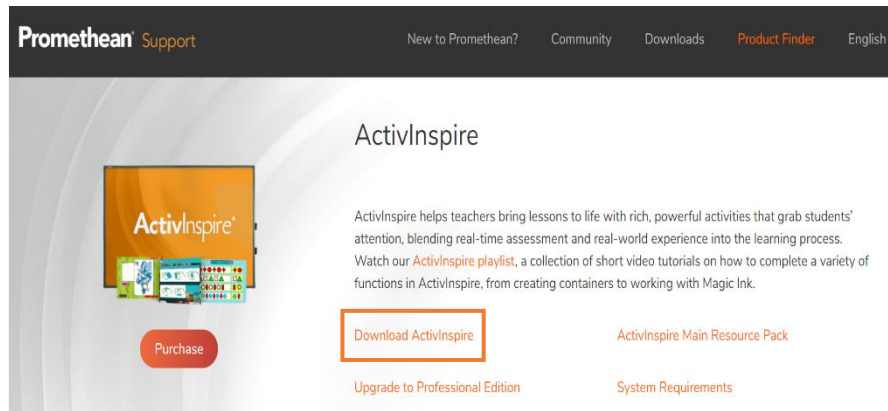 Promethean Support
New to Promethean?
Community
Downloads
Product Finder
English
ActivInspire
ActivInspire
ActivInspire helps teachers bring lessons to life with rich, powerful activities that grab students'
attention, blending real-time assessment and real-world experience into the learning process.
Watch our ActivInspire playlist, a collection of short video tutorials on how to complete a variety of
functions in ActivInspire, from creating containers to working with Magic Ink.
Purchase
Download ActivInspire
ActivInspire Main Resource Pack
Upgrade to Professional Edition
System Requirements